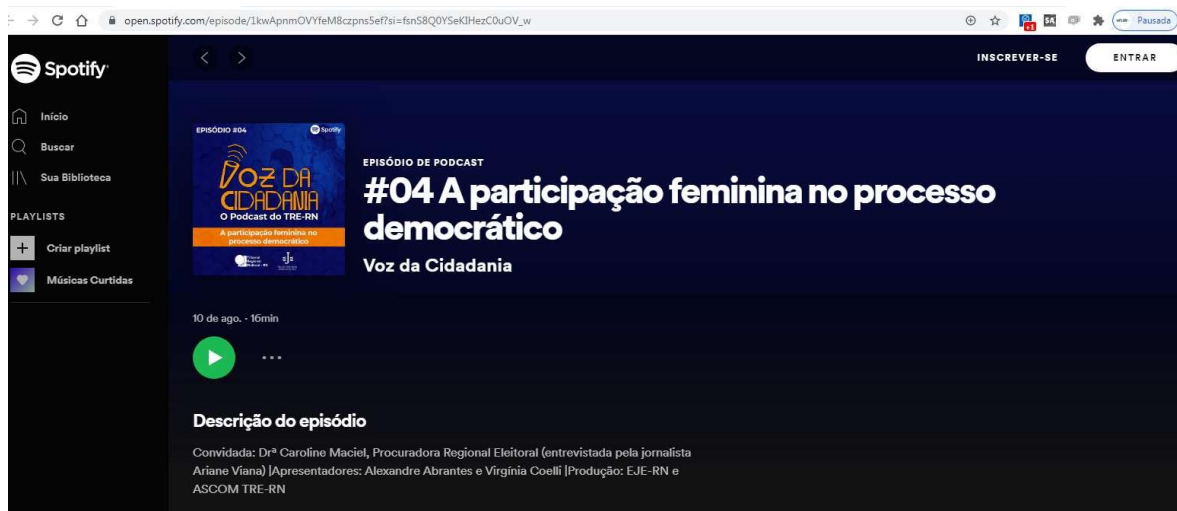 open.spotify.com/episode/1kwApnmOVYfeM8czpns5ef?si=fsnS8Q0YSeKIHezC0uOV_w
+1
SA
Pausada
Spotify
INSCREVER-SE
ENTRAR
Início
Buscar
Sua Biblioteca
PLAYLISTS
Criar playlist
Músicas Curtidas
EPISÓDIO #04
Spotify
VOZ DA
CIDADANIA
O Podcast do TRE-RN
A participação feminina no
processo democrático
EPISÓDIO DE PODCAST
#04 A participação feminina no processo
democrático
Voz da Cidadania
10 de ago. · 16min
Descrição do episódio
Convidada: Drª Caroline Maciel, Procuradora Regional Eleitoral (entrevistada pela jornalista
Ariane Viana) |Apresentadores: Alexandre Abrantes e Virgínia Coelli |Produção: EJE-RN e
ASCOM TRE-RN